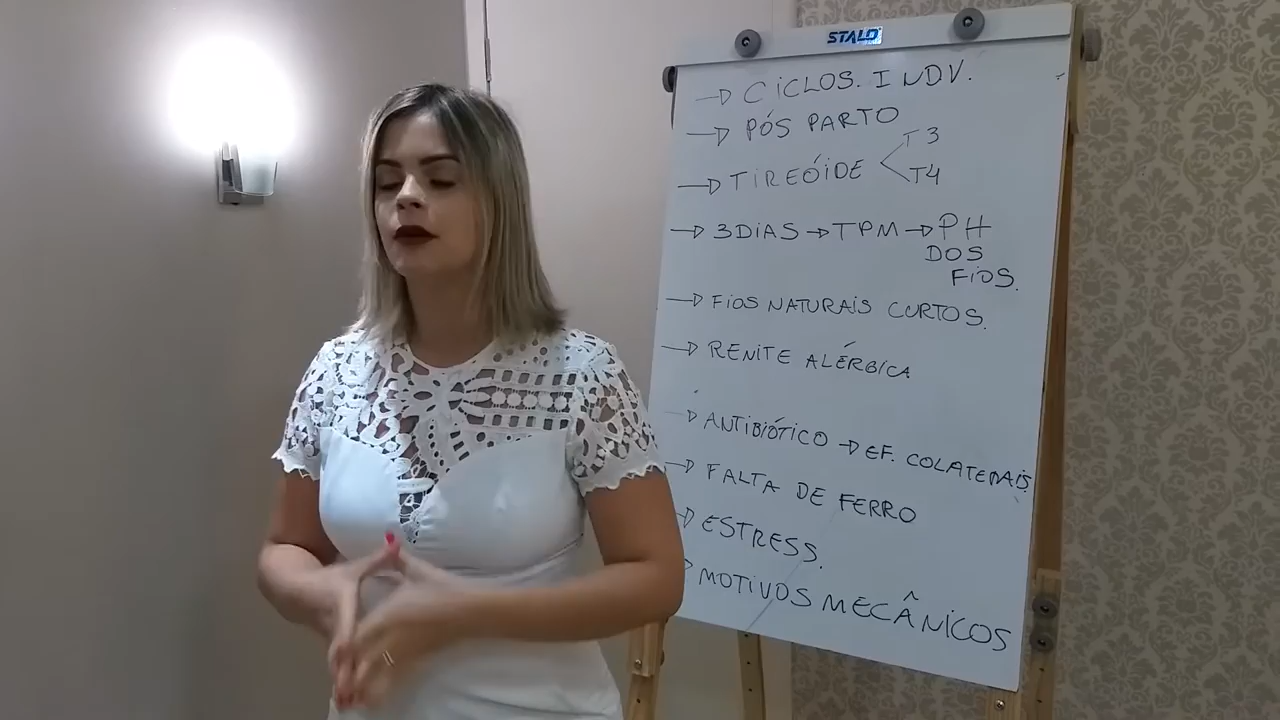 STALO
→ CiCLOS. INDV.
→ PÓS PARTO
→ TIREÓIDE < T3
T4
→ 3DIAS → TPM → PH
DOS
FIOS.
→ FIOS NATURAIS CURTOS.
→ RENITE ALÉRBICA
→ ANTIBIÓTICO → EF. COLATERAIS
→ FALTA DE FERRO
→ ESTRESS.
→ MOTIVOS MECÂNICOS